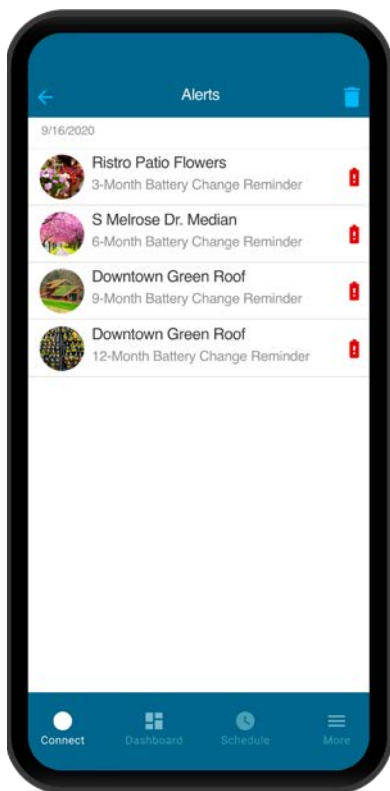 Alerts
9/16/2020
Ristro Patio Flowers
3-Month Battery Change Reminder
S Melrose Dr. Median
6-Month Battery Change Reminder
Downtown Green Roof
9-Month Battery Change Reminder
Downtown Green Roof
12-Month Battery Change Reminder
Connect Dashboard Schedule More